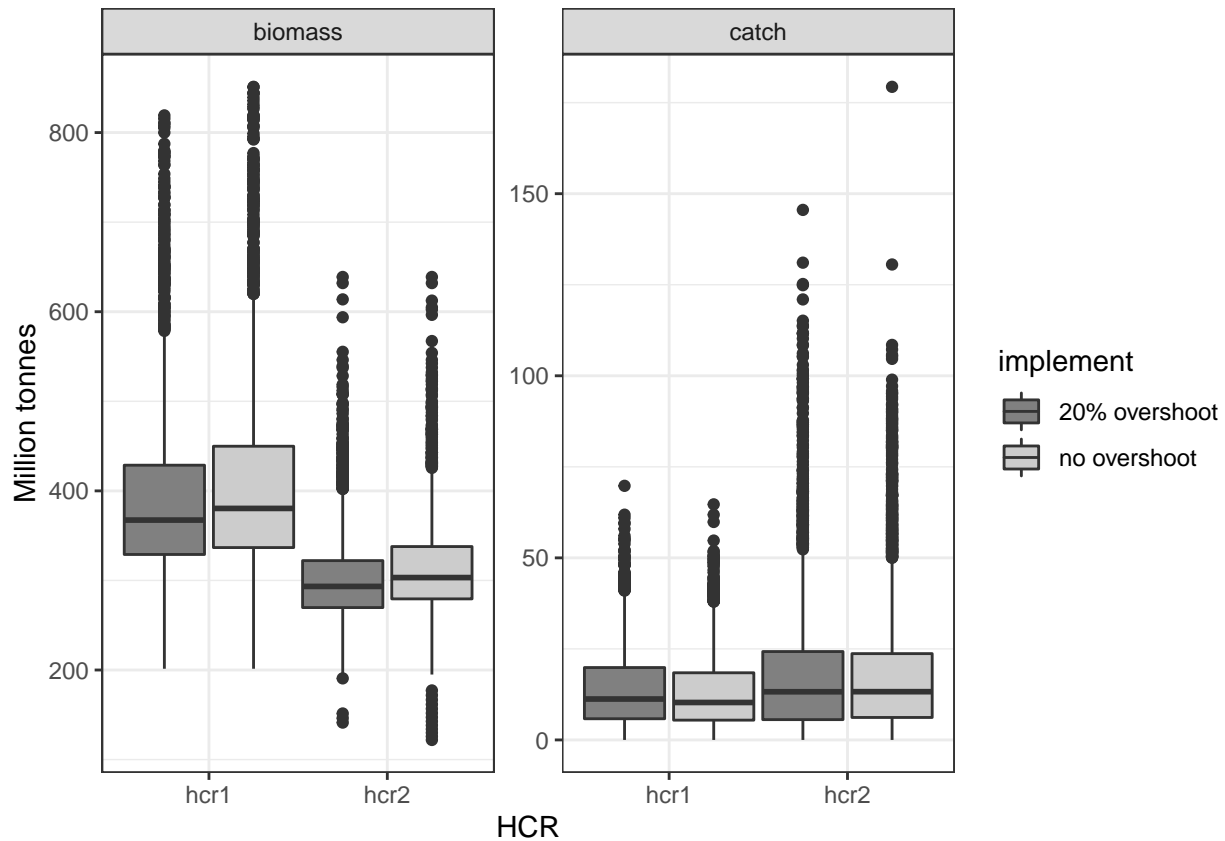 biomass
catch
Million tonnes
800
600
400
200
150
100
50
0
hcr1
hcr2
hcr1
hcr2
HCR
implement
20% overshoot
no overshoot